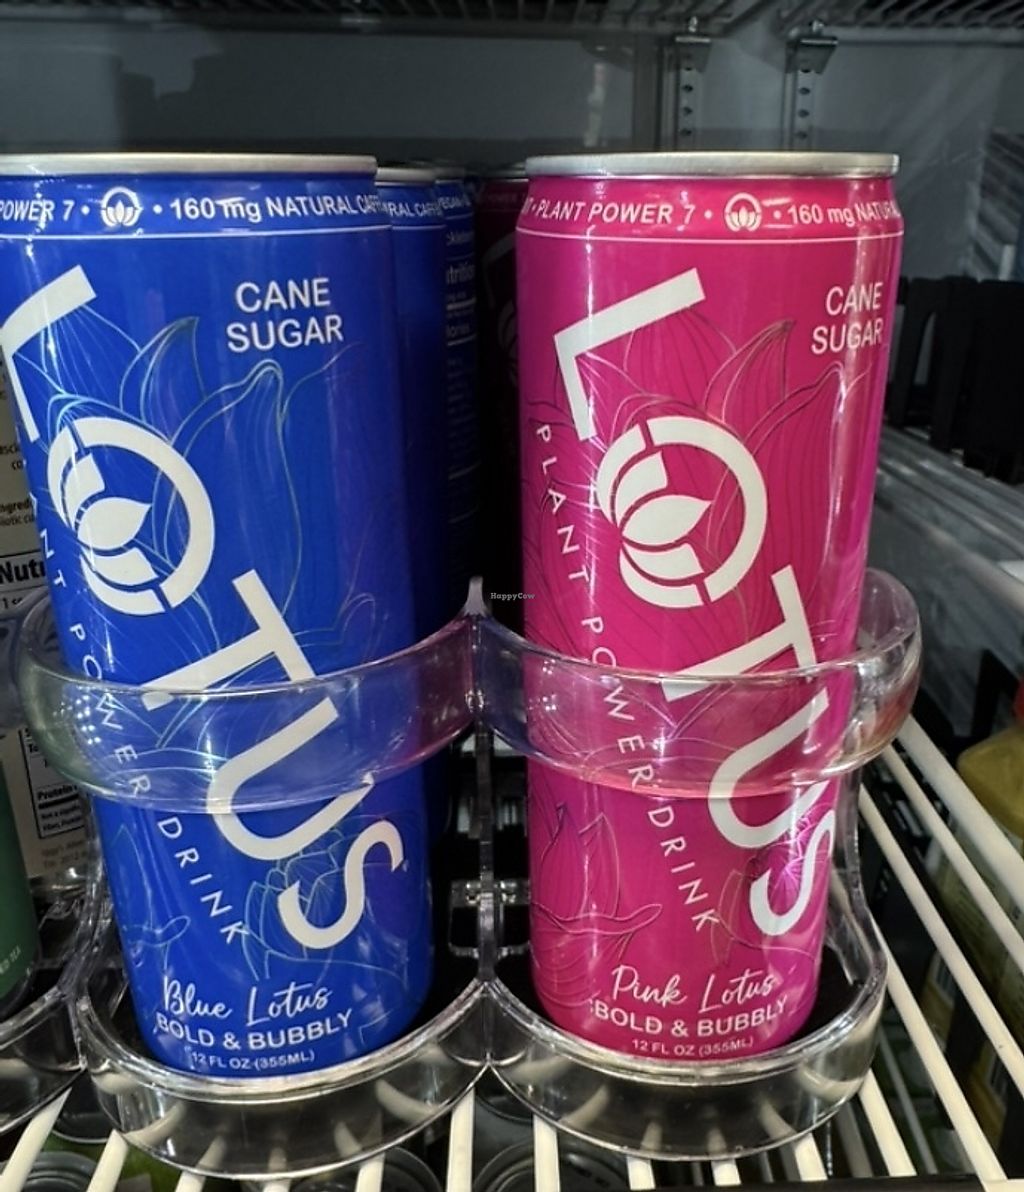 POWER 7 • • 160 mg NATURAL
CANE
SUGAR
LOTUS
PLANT POWER DRINK
Blue Lotus
BOLD & BUBBLY
12 FL OZ (355ML)
• PLANT POWER 7 • • 160 mg
CANE
SUGAR
LOTUS
PLANT POWER DRINK
Pink Lotus
BOLD & BUBBLY
12 FL OZ (355ML)
HappyCow